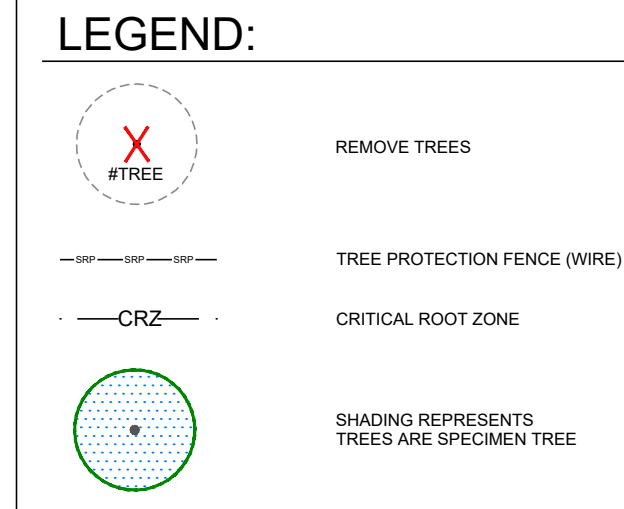 LEGEND:
#TREE
REMOVE TREES
SRP SRP SRP
TREE PROTECTION FENCE (WIRE)
CRZ
CRITICAL ROOT ZONE
SHADING REPRESENTS
TREES ARE SPECIMEN TREE